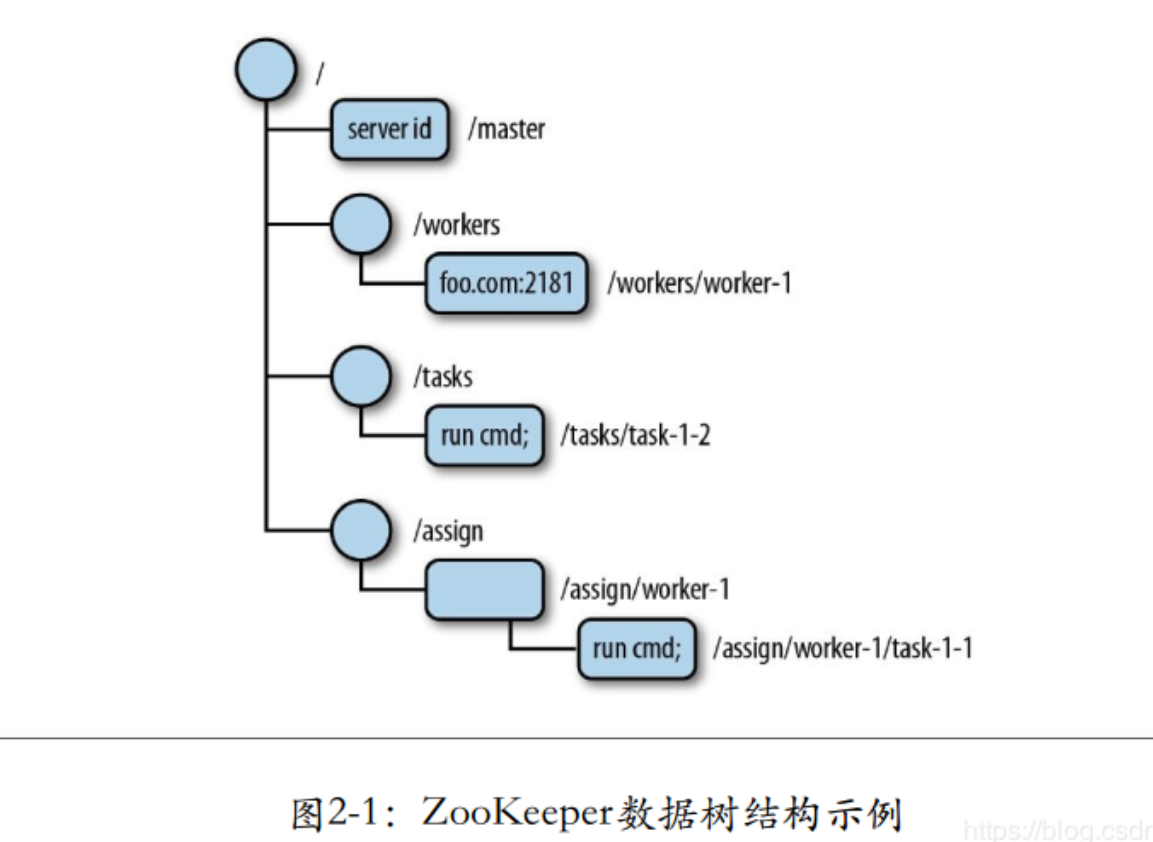 /
server id /master
/workers
foo.com:2181 /workers/worker-1
/tasks
run cmd; /tasks/task-1-2
/assign
/assign/worker-1
run cmd; /assign/worker-1/task-1-1
图2-1：ZooKeeper数据树结构示例
https://blog.csdn